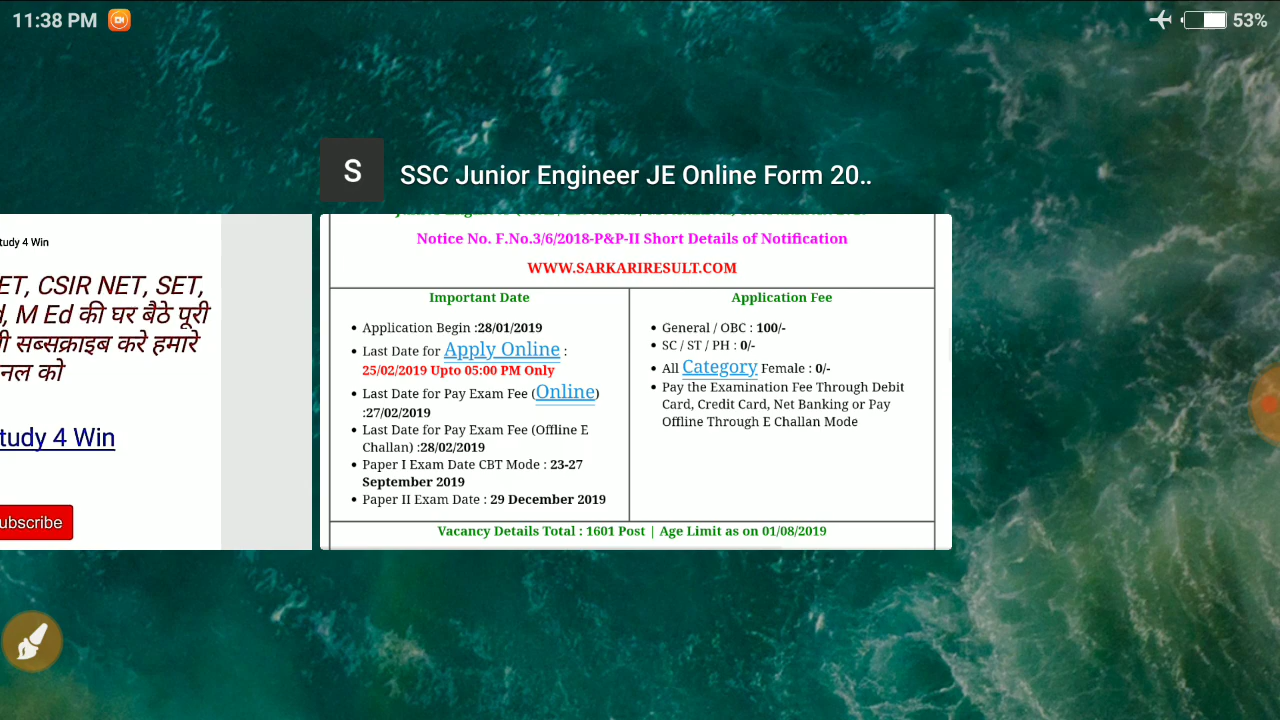 11:38 PM
53%
S
SSC Junior Engineer JE Online Form 20..
tudy 4 Win
ET, CSIR NET, SET,
, M Ed की घर बैठे पूरी
सब्सक्राइब करे हमारे
नल को
tudy 4 Win
ubscribe
Notice No. F.No.3/6/2018-P&P-II Short Details of Notification
WWW.SARKARIRESULT.COM
Important Date
• Application Begin :28/01/2019
• Last Date for Apply Online :
25/02/2019 Upto 05:00 PM Only
• Last Date for Pay Exam Fee (Online)
:27/02/2019
• Last Date for Pay Exam Fee (Offline E
Challan) :28/02/2019
• Paper I Exam Date CBT Mode : 23-27
September 2019
• Paper II Exam Date : 29 December 2019
Application Fee
• General / OBC : 100/-
• SC / ST / PH : 0/-
• All Category Female : 0/-
• Pay the Examination Fee Through Debit
Card, Credit Card, Net Banking or Pay
Offline Through E Challan Mode
Vacancy Details Total : 1601 Post | Age Limit as on 01/08/2019